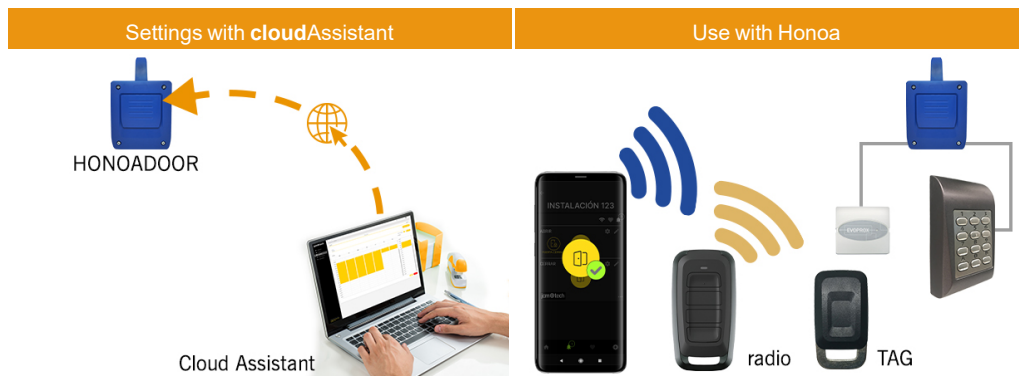 Settings with cloudAssistant
Use with Honoa
HONOADOOR
Cloud Assistant
INSTALACIÓN 123
radio
TAG